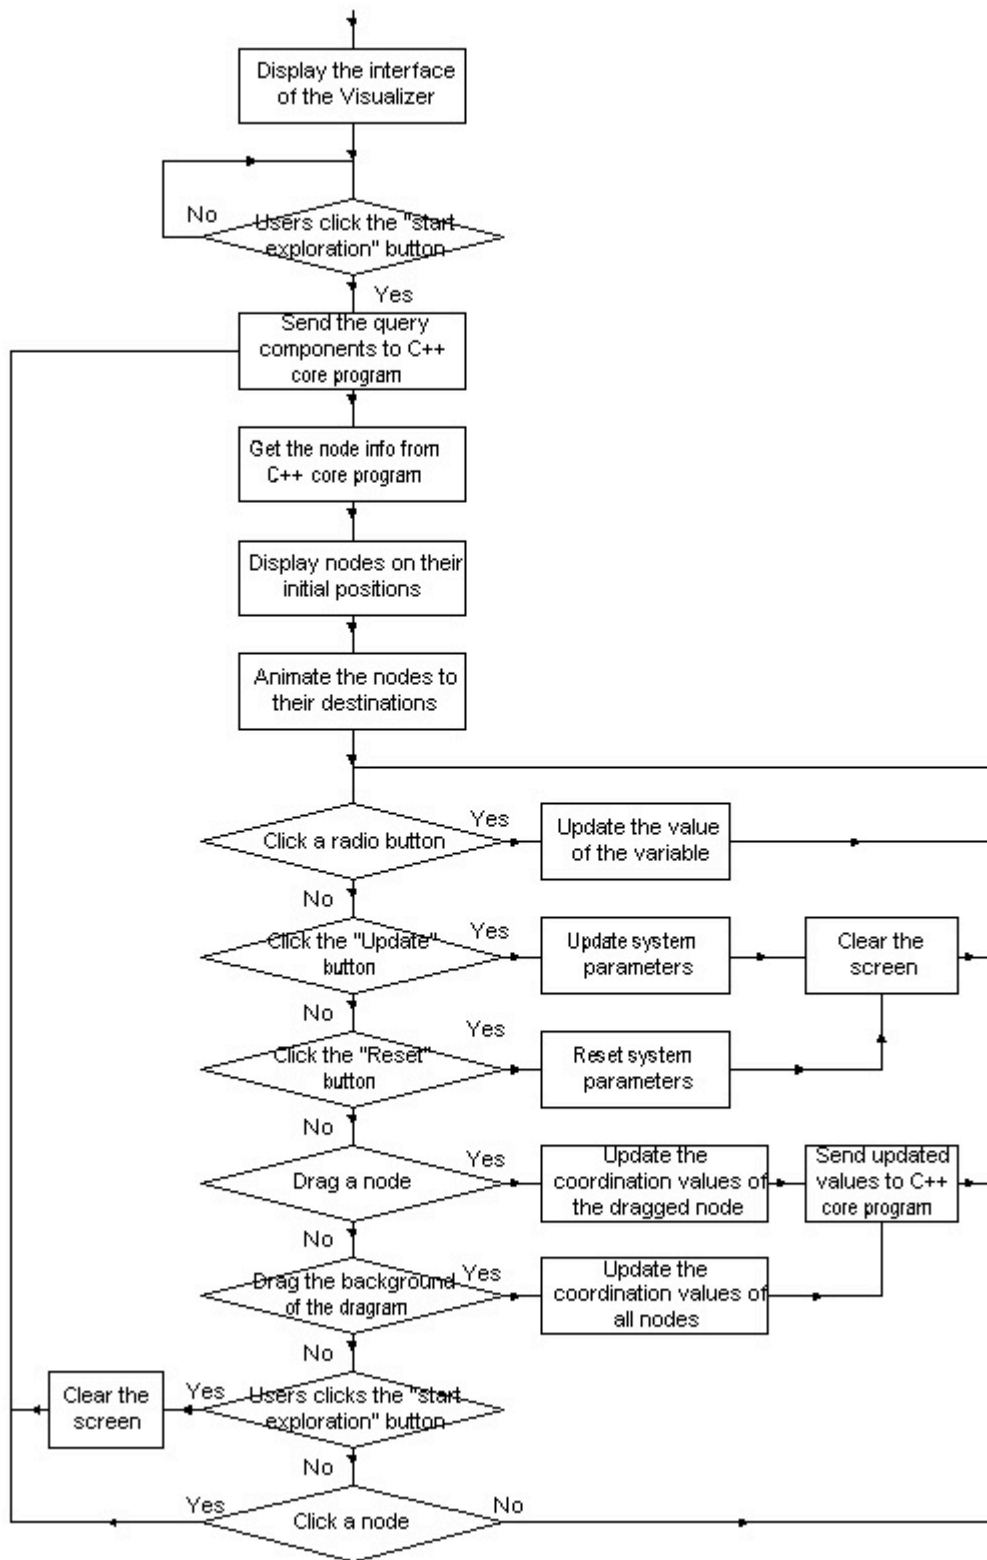 Display the interface
of the Visualizer
No
Users click the "start
exploration" button
Yes
Send the query
components to C++
core program
Get the node info from
C++ core program
Display nodes on their
initial positions
Animate the nodes to
their destinations
Click a radio button
Yes
Update the value
of the variable
No
Click the "Update"
button
Yes
Update system
parameters
Clear the
screen
No
Click the "Reset"
button
Yes
Reset system
parameters
No
Drag a node
Yes
Update the
coordination values of
the dragged node
Send updated
values to C++
core program
No
Drag the background
of the dragram
Yes
Update the
coordination values of
all nodes
No
Clear the
screen
Yes
Users clicks the "start
exploration" button
No
Yes
Click a node
No